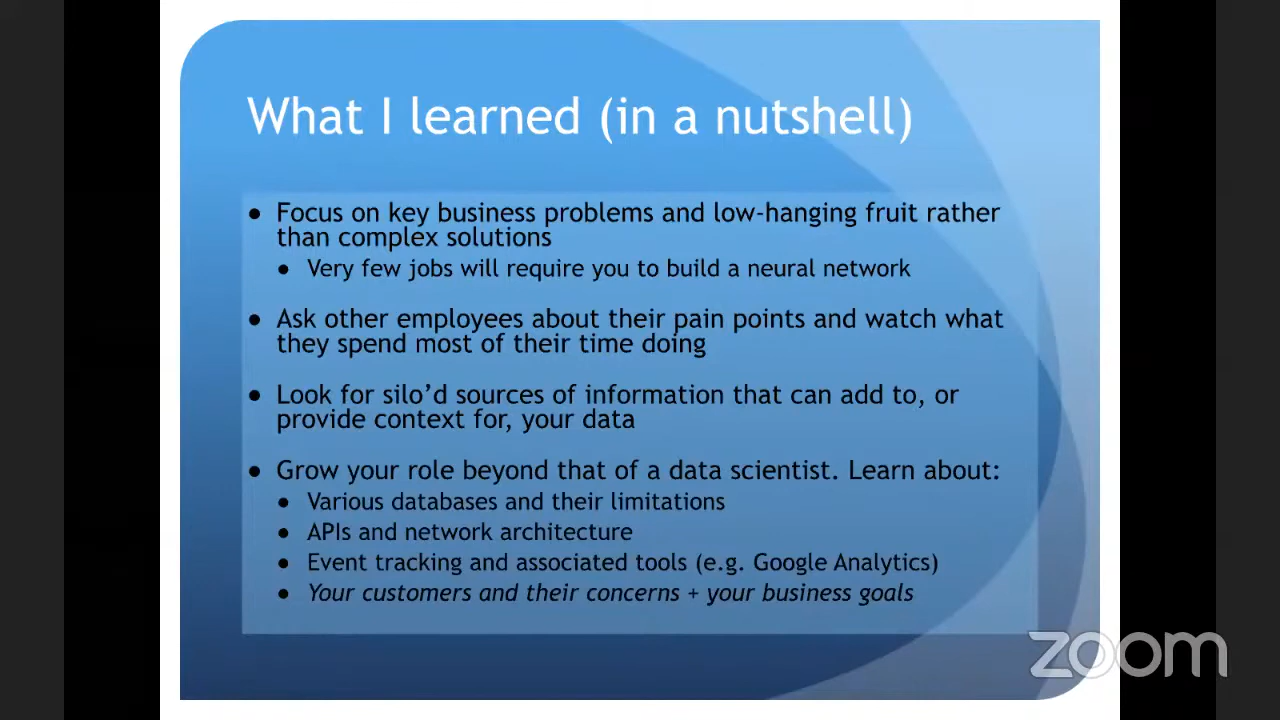 What I learned (in a nutshell)
● Focus on key business problems and low-hanging fruit rather
than complex solutions
● Very few jobs will require you to build a neural network
● Ask other employees about their pain points and watch what
they spend most of their time doing
● Look for silo’d sources of information that can add to, or
provide context for, your data
● Grow your role beyond that of a data scientist. Learn about:
● Various databases and their limitations
● APIs and network architecture
● Event tracking and associated tools (e.g. Google Analytics)
● Your customers and their concerns + your business goals
zoom